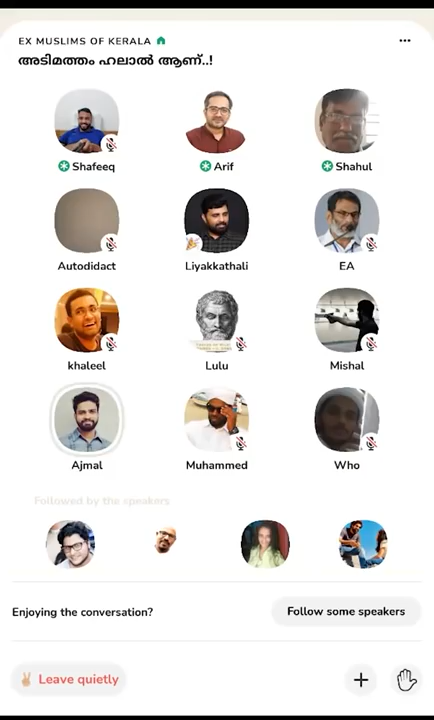 EX MUSLIMS OF KERALA
അടിമത്തം ഹലാൽ ആണ്..!
Shafeeq
Arif
Shahul
Autodidact
Liyakkathali
EA
khaleel
Lulu
Mishal
Ajmal
Muhammed
Who
Followed by the speakers
Enjoying the conversation?
Follow some speakers
Leave quietly